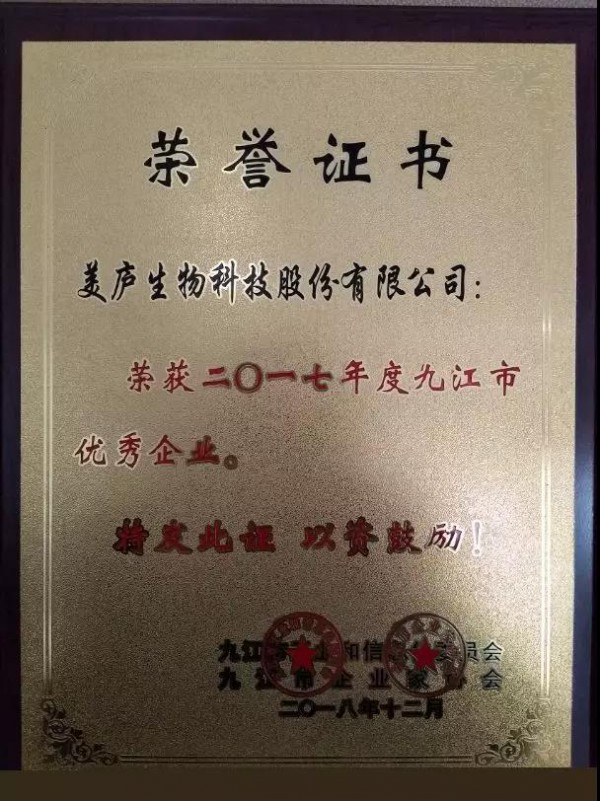 荣誉证书
美庐生物科技股份有限公司：
荣获二〇一七年度九江市
优秀企业。
特发此证 以资鼓励！
九江 和信 员会
九江市企业家协会
二〇一八年十二月